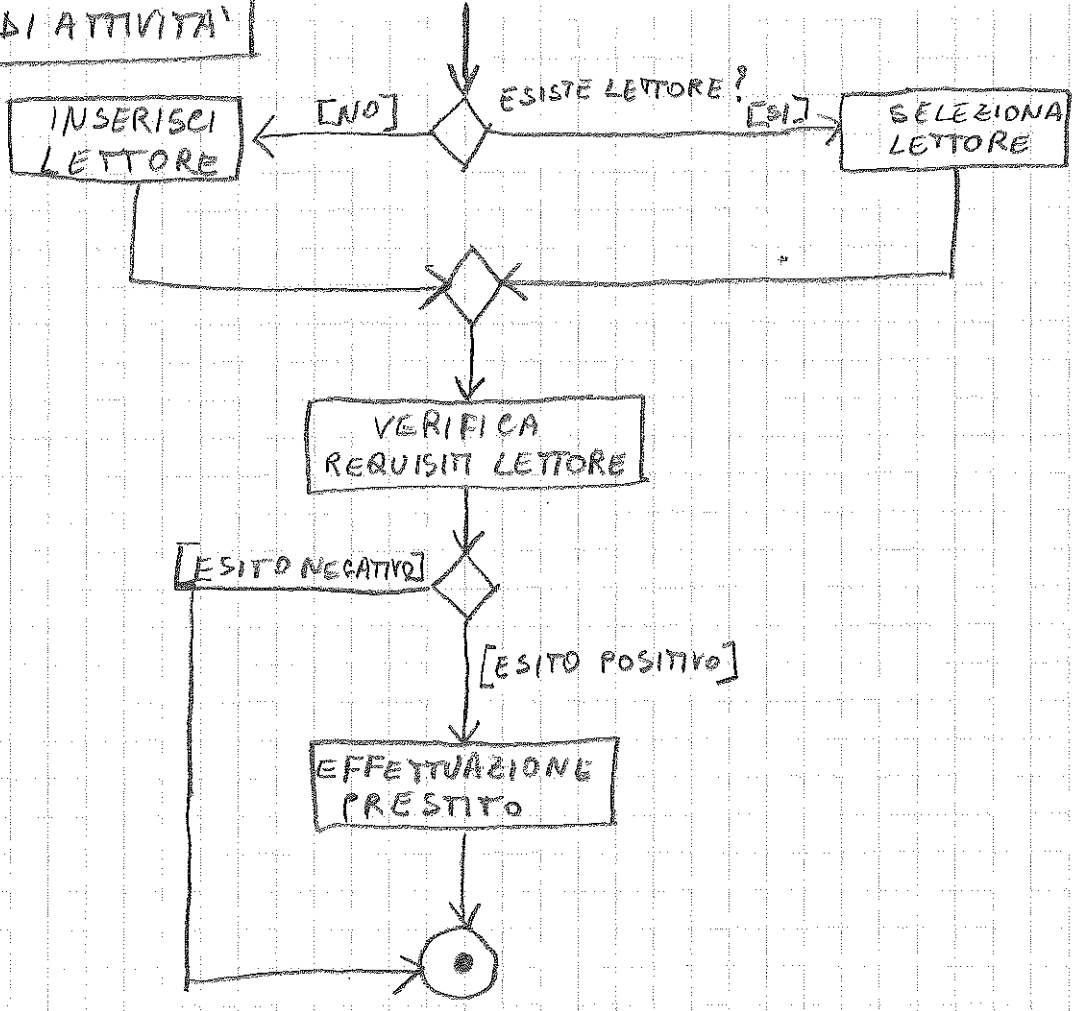 DI ATTIVITA'
ESISTE LETTORE?
[NO]
[SI]
INSERISCI
LETTORE
SELEZIONA
LETTORE
VERIFICA
REQUISITI LETTORE
[ESITO NEGATIVO]
[ESITO POSITIVO]
EFFETTUAZIONE
PRESTITO